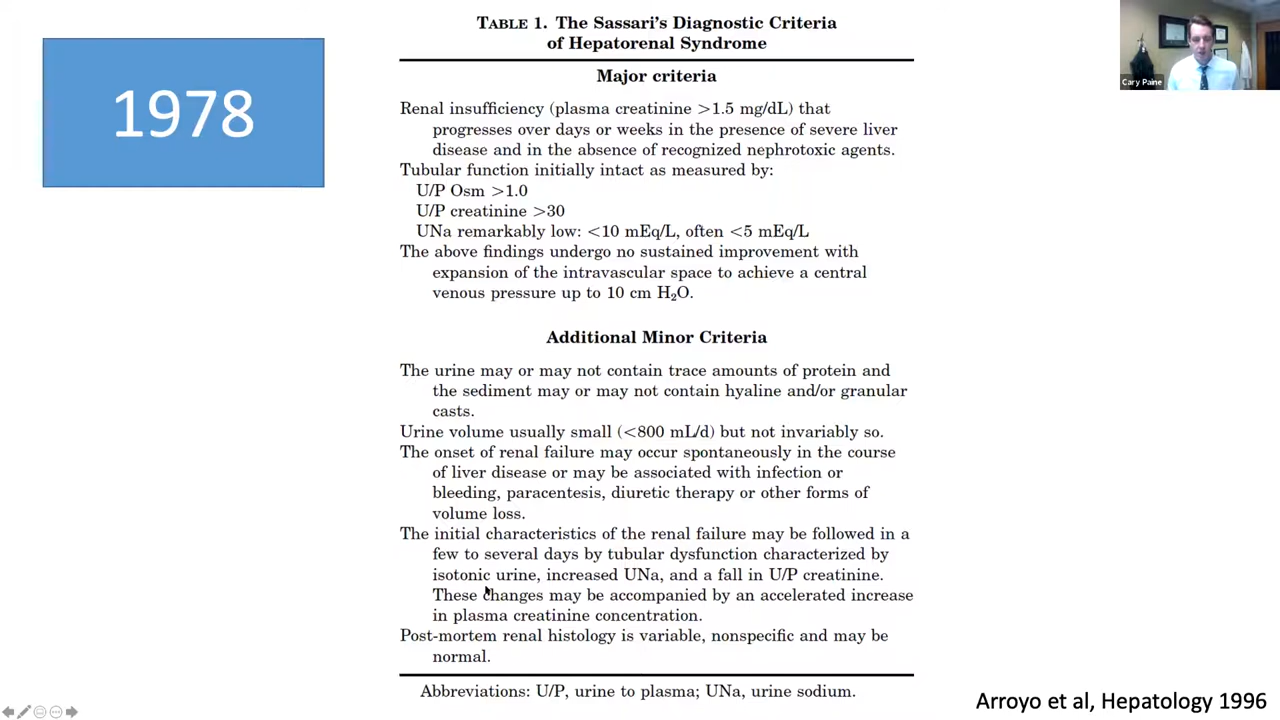 1978
TABLE 1. The Sassari's Diagnostic Criteria
of Hepatorenal Syndrome
Major criteria
Renal insufficiency (plasma creatinine >1.5 mg/dL) that
progresses over days or weeks in the presence of severe liver
disease and in the absence of recognized nephrotoxic agents.
Tubular function initially intact as measured by:
U/P Osm >1.0
U/P creatinine >30
UNa remarkably low: <10 mEq/L, often <5 mEq/L
The above findings undergo no sustained improvement with
expansion of the intravascular space to achieve a central
venous pressure up to 10 cm H₂O.
Additional Minor Criteria
The urine may or may not contain trace amounts of protein and
the sediment may or may not contain hyaline and/or granular
casts.
Urine volume usually small (<800 mL/d) but not invariably so.
The onset of renal failure may occur spontaneously in the course
of liver disease or may be associated with infection or
bleeding, paracentesis, diuretic therapy or other forms of
volume loss.
The initial characteristics of the renal failure may be followed in a
few to several days by tubular dysfunction characterized by
isotonic urine, increased UNa, and a fall in U/P creatinine.
These changes may be accompanied by an accelerated increase
in plasma creatinine concentration.
Post-mortem renal histology is variable, nonspecific and may be
normal.
Abbreviations: U/P, urine to plasma; UNa, urine sodium.
Arroyo et al, Hepatology 1996
Cary Paine